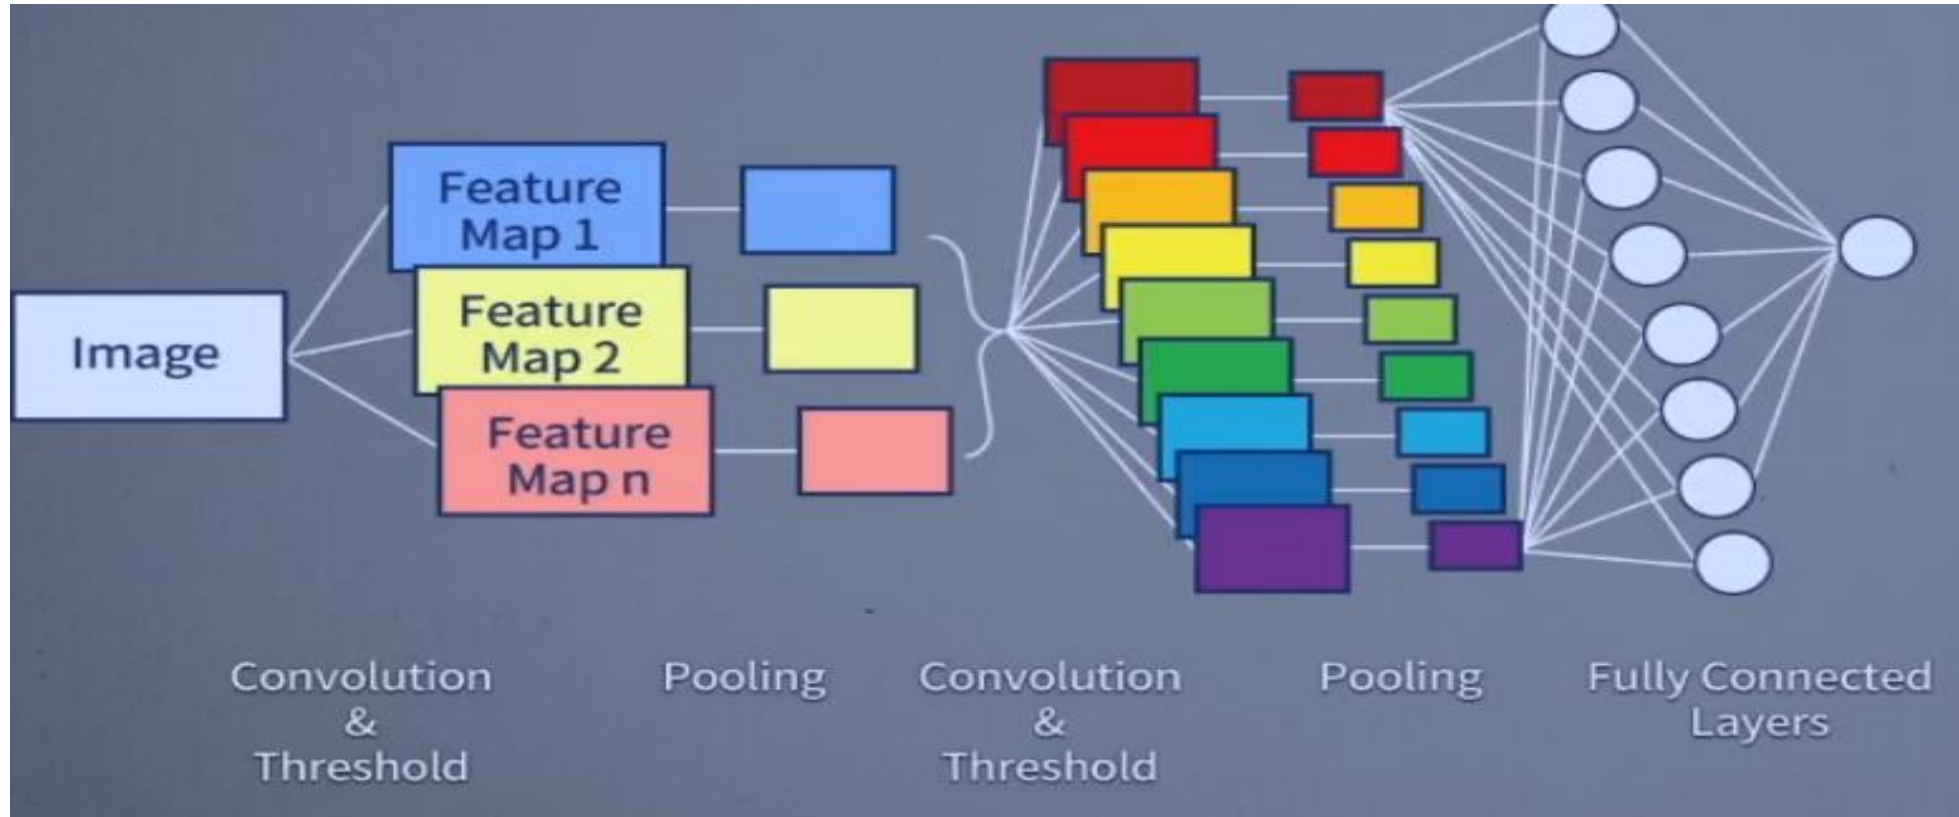 Image
Feature
Map 1
Feature
Map 2
Feature
Map n
Convolution
&
Threshold
Pooling
Convolution
&
Threshold
Pooling
Fully Connected
Layers